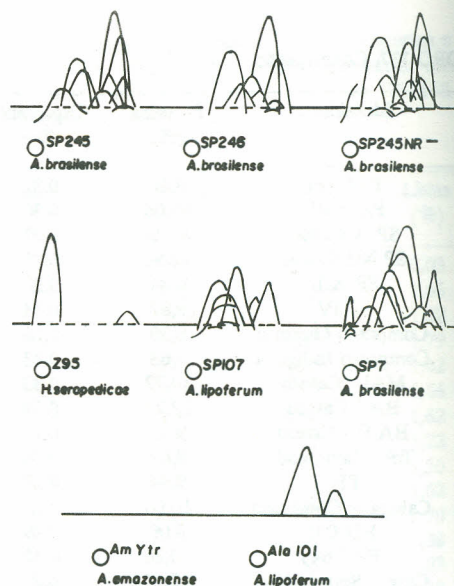 SP245
A.brasilense
SP246
A.brasilense
SP245NR⁻
A.brasilense
Z95
H.seropedicae
SP107
A.lipoferum
SP7
A. brasilense
Am Ytr
A.amazonense
Ala 101
A.lipoferum